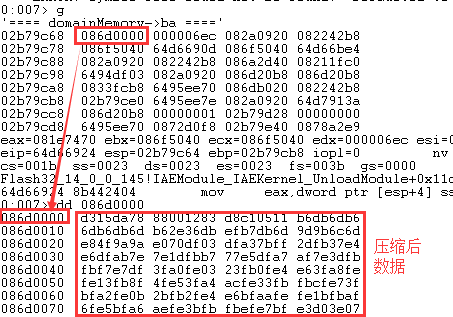 0:007> g
'==== domainMemory->ba ===='
02b79c68 086d0000 000006ec 082a0920 082242b8
02b79c78 086f5040 64d6690d 086f5040 64d66be4
02b79c88 082a0920 082242b8 086a2d40 08211fc0
02b79c98 6494df03 082a0920 086d20b8 086d20b8
02b79ca8 0833fcb8 6495ee70 086db020 082242b8
02b79cb8 02b79ce0 6495ee7e 082a0920 64d7913a
02b79cc8 086d20b8 00000001 02b79d28 00000000
02b79cd8 6495ee70 0872d0f8 02b79e40 0878a2e9
eax=081e7470 ebx=086f5040 ecx=086f5040 edx=000006ec esi=0
eip=64d66924 esp=02b79c64 ebp=02b79cb8 iopl=0 nv
cs=001b ss=0023 ds=0023 es=0023 fs=003b gs=0000
Flash32_14_0_0_145!IAEModule_IAEKernel_UnloadModule+0x11c
64d66924 8b442404 mov eax,dword ptr [esp+4] ss
0:007> dd 086d0000
086d0000 d315da78 88001283 d8c10511 b6db6db6
086d0010 6db6db6d b62e36db efb7db6d 9d9b6c6d
086d0020 e84f9a9a e070df03 dfa37bff 2dfb37e4
086d0030 e6dfab7e 7e1dfbb7 77e5dfa7 af7e3dfb
086d0040 fbf7e7df 3fa0fe03 23fb0fe4 e63fa8fe
086d0050 fe13fb8f 4fe53fa4 acfe33fb fbcfe73f
086d0060 bfa2fe0b 2bfb2fe4 e6bfaafe fe1bfbaf
086d0070 6fe5bfa6 aefe3bfb fbefe7bf e3d03e07
压缩后
数据